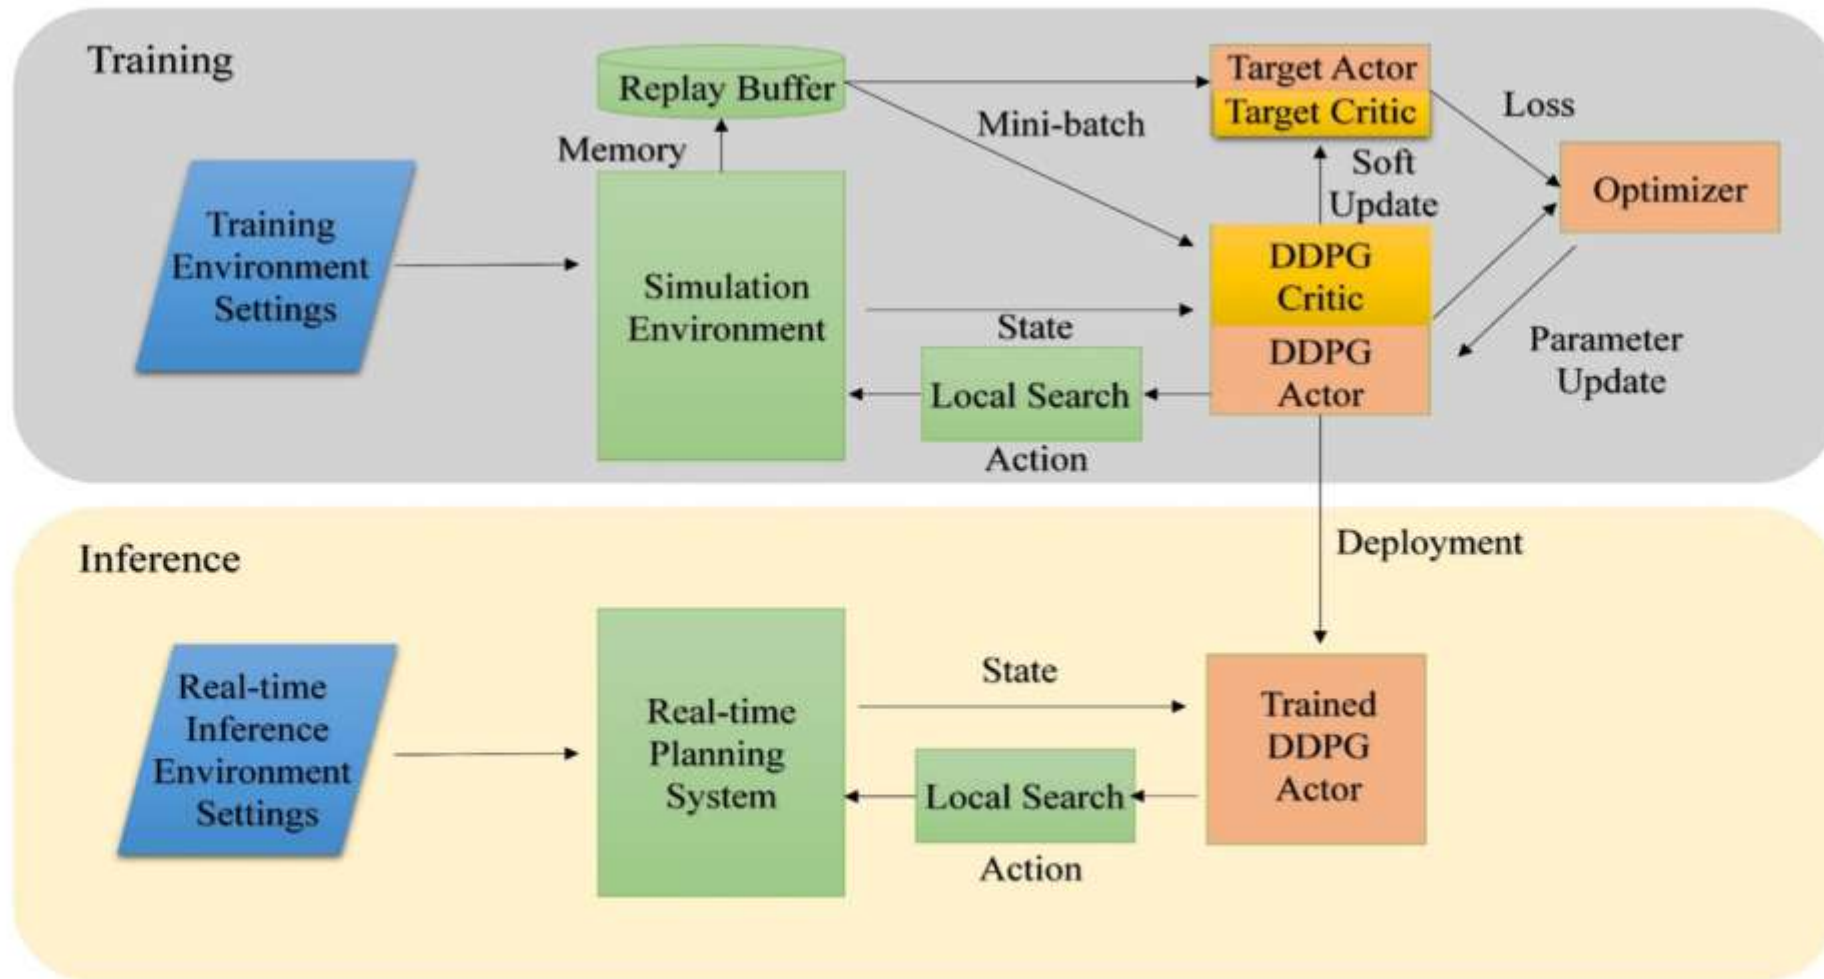 Training
Replay Buffer
Memory
Mini-batch
Target Actor
Target Critic
Loss
Soft
Update
Optimizer
Training
Environment
Settings
Simulation
Environment
State
Local Search
Action
DDPG
Critic
DDPG
Actor
Parameter
Update
Deployment
Inference
Real-time
Inference
Environment
Settings
Real-time
Planning
System
State
Local Search
Action
Trained
DDPG
Actor